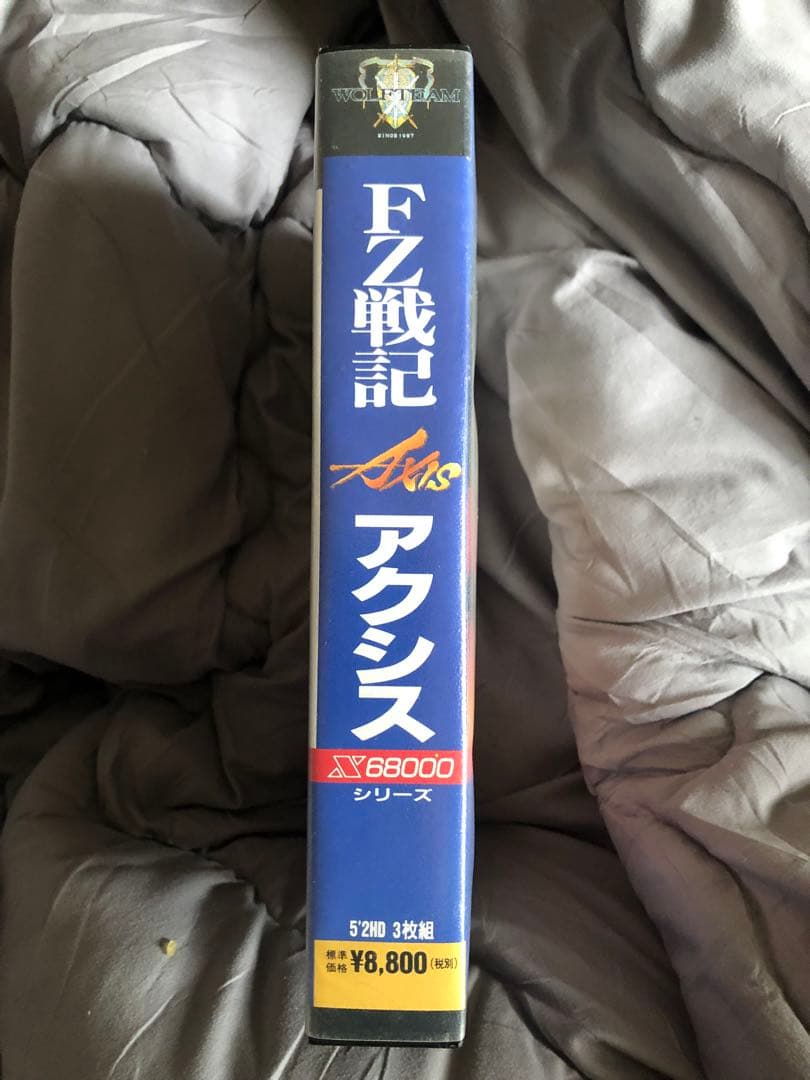 WOLFTEAM
SINCE 1987
FZ戦記
AXIS
アクシス
X68000
シリーズ
5'2HD 3枚組
標準価格 ¥8,800(税別)